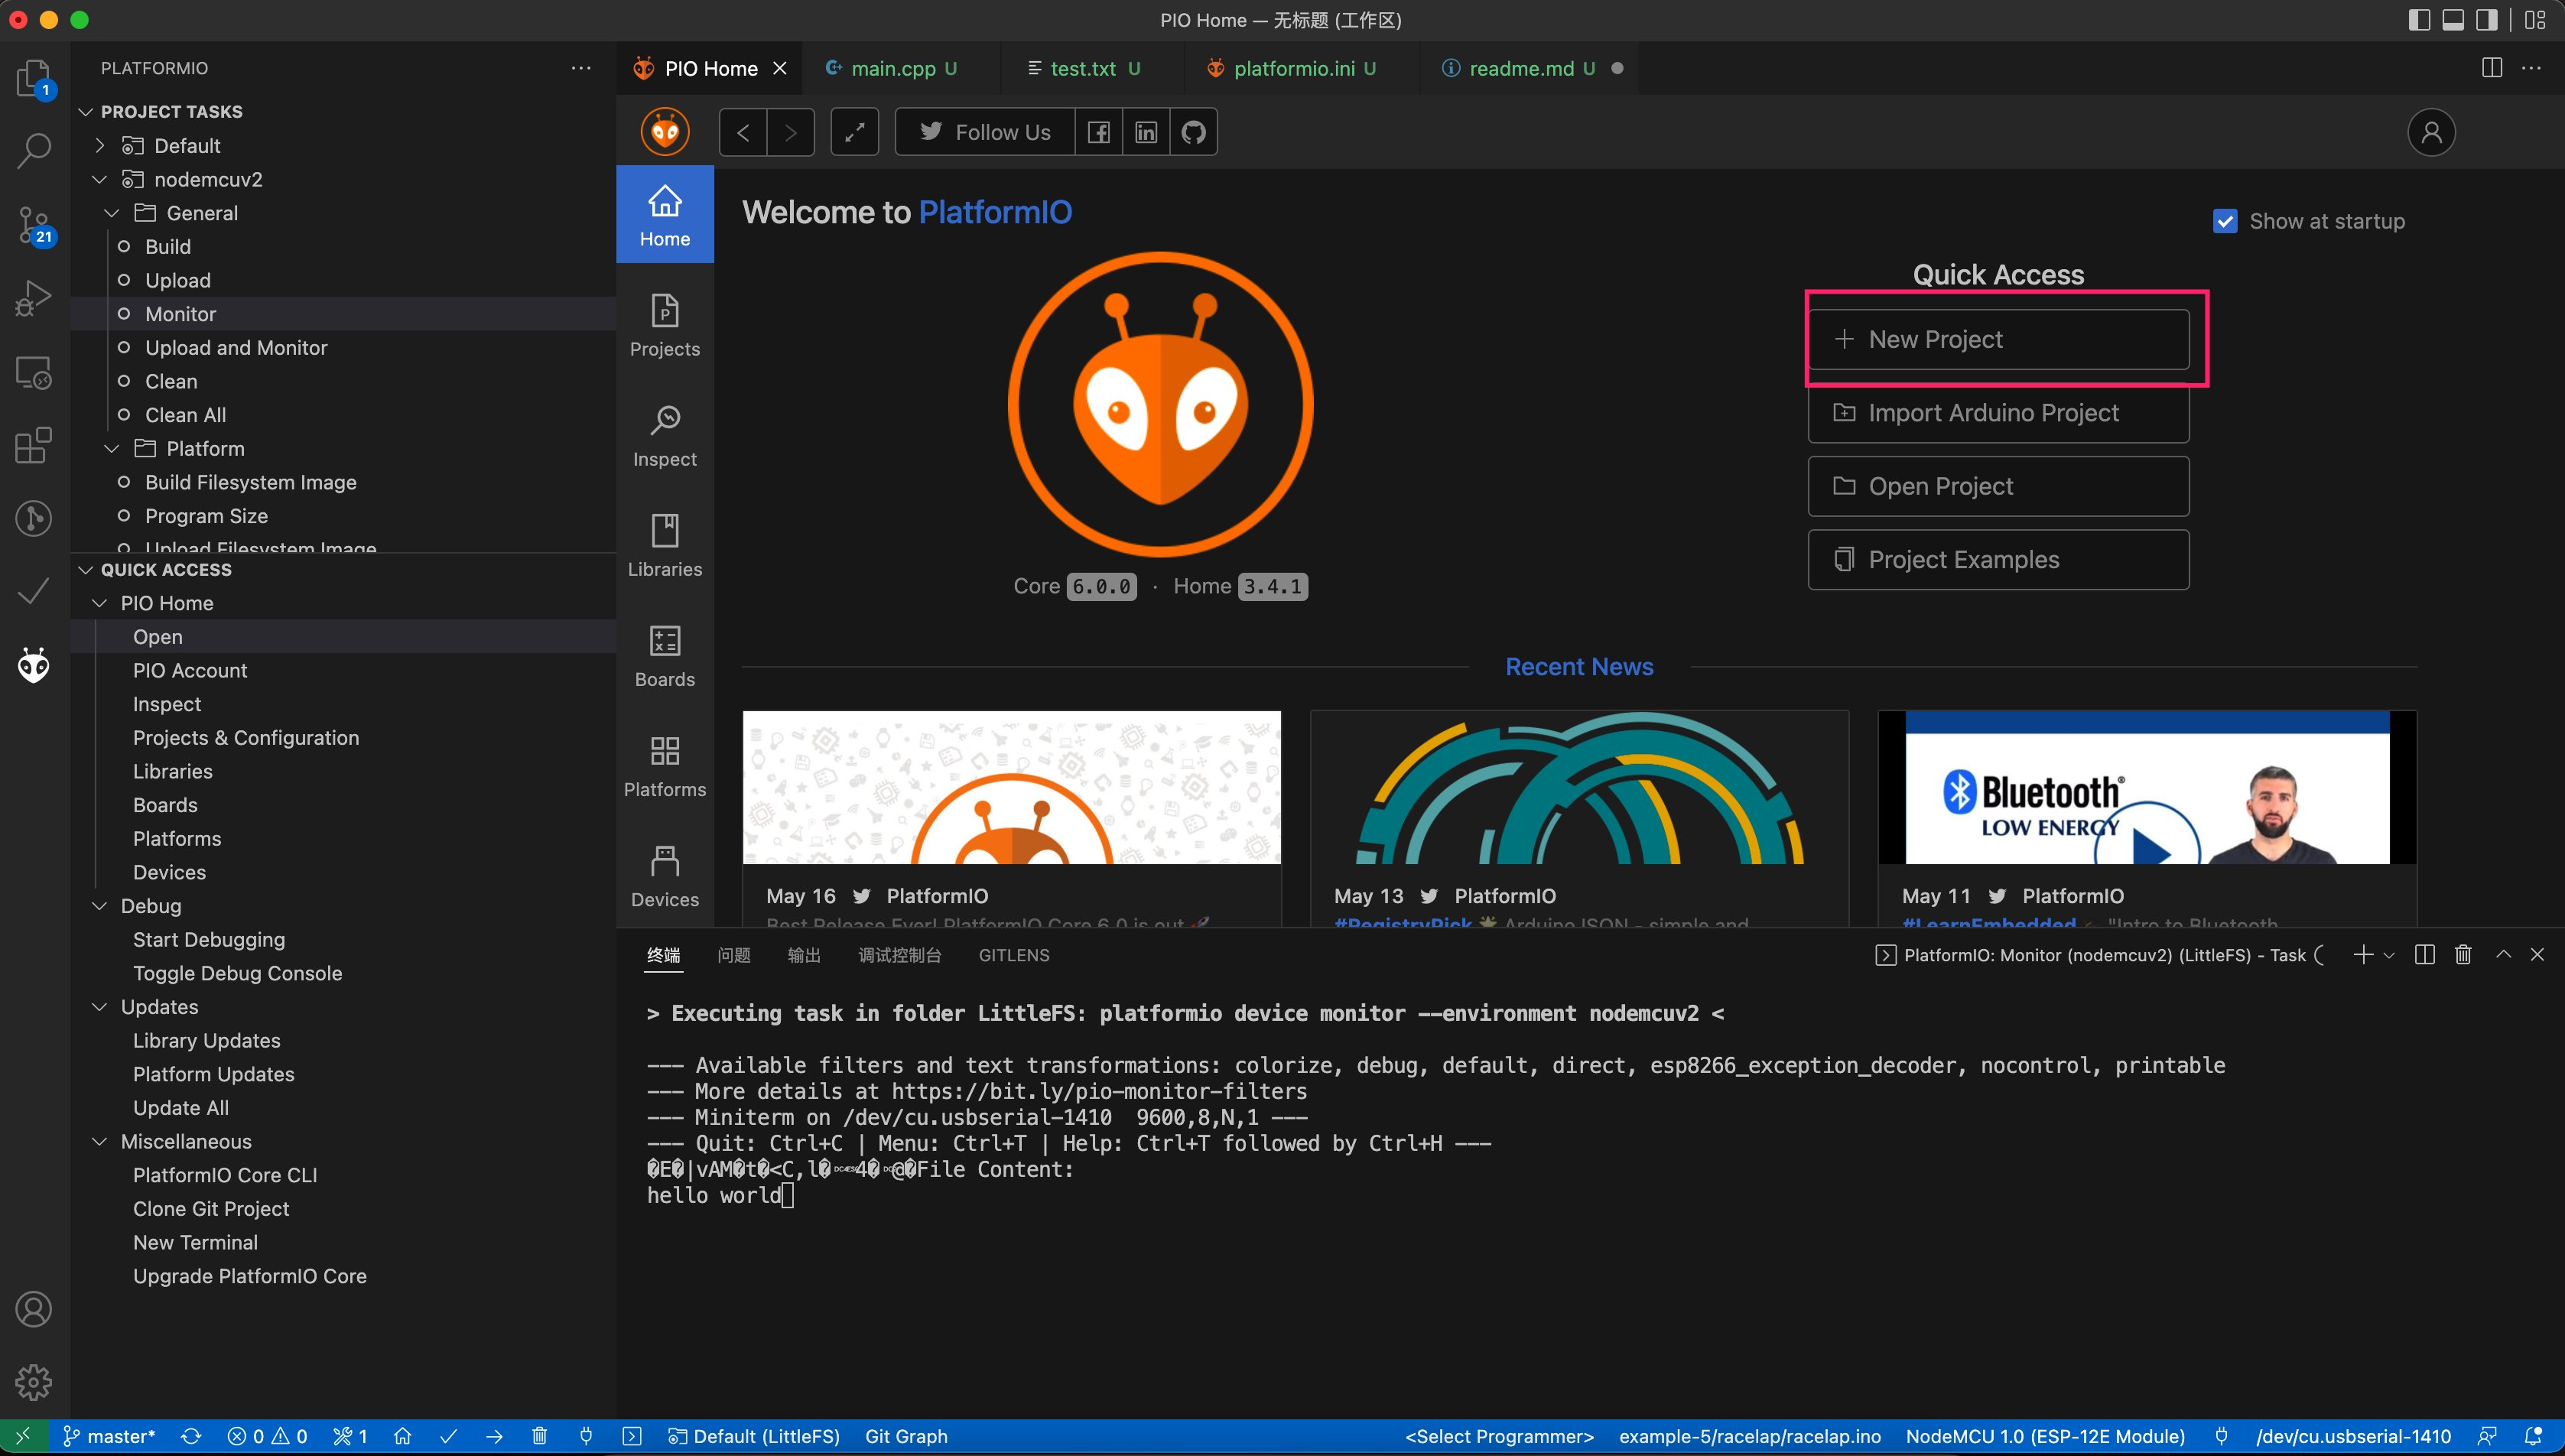 PIO Home — 无标题 (工作区)
PLATFORMIO
PIO Home
main.cpp U
test.txt U
platformio.ini U
readme.md U
1
21
PROJECT TASKS
Default
nodemcuv2
General
Build
Upload
Monitor
Upload and Monitor
Clean
Clean All
Platform
Build Filesystem Image
Program Size
Upload Filesystem Image
QUICK ACCESS
PIO Home
Open
PIO Account
Inspect
Projects & Configuration
Libraries
Boards
Platforms
Devices
Debug
Start Debugging
Toggle Debug Console
Updates
Library Updates
Platform Updates
Update All
Miscellaneous
PlatformIO Core CLI
Clone Git Project
New Terminal
Upgrade PlatformIO Core
Follow Us
Home
Projects
Inspect
Libraries
Boards
Platforms
Devices
Welcome to PlatformIO
Show at startup
Core 6.0.0 · Home 3.4.1
Quick Access
New Project
Import Arduino Project
Open Project
Project Examples
Recent News
Bluetooth®
LOW ENERGY
May 16 PlatformIO
Best Release Ever! PlatformIO Core 6.0 is out
May 13 PlatformIO
#RegistryPick ArduinoJSON - simple and
May 11 PlatformIO
#LearnEmbedded "Intro to Bluetooth
终端 问题 输出 调试控制台 GITLENS
PlatformIO: Monitor (nodemcuv2) (LittleFS) - Task
> Executing task in folder LittleFS: platformio device monitor --environment nodemcuv2 <
--- Available filters and text transformations: colorize, debug, default, direct, esp8266_exception_decoder, nocontrol, printable
--- More details at https://bit.ly/pio-monitor-filters
--- Miniterm on /dev/cu.usbserial-1410  9600,8,N,1 ---
--- Quit: Ctrl+C | Menu: Ctrl+T | Help: Ctrl+T followed by Ctrl+H ---
�E�|vAM�t�<C,l�4�@�File Content:
hello world
master* 0 0 1 Default (LittleFS) Git Graph <Select Programmer> example-5/racelap/racelap.ino NodeMCU 1.0 (ESP-12E Module) /dev/cu.usbserial-1410